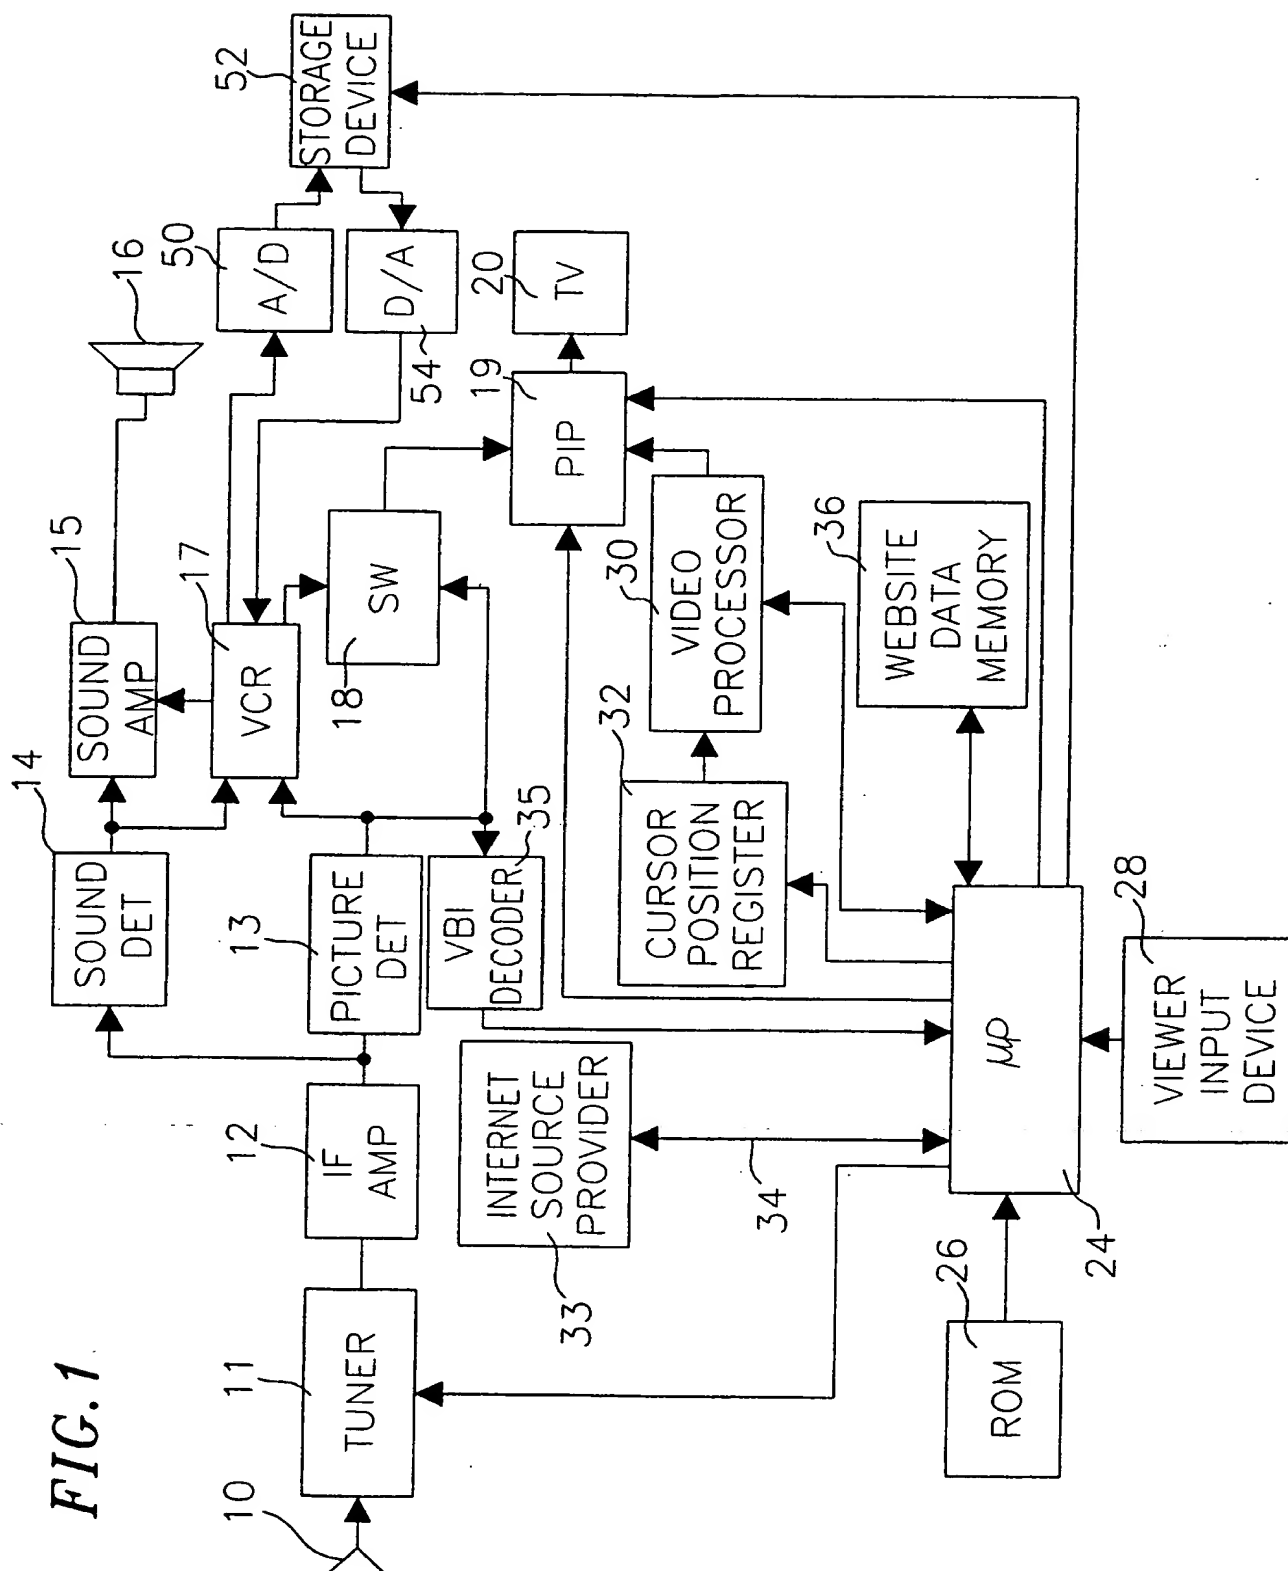 FIG. 1
10
11
TUNER
12
IF
AMP
13
PICTURE
DET
14
SOUND
DET
15
SOUND
AMP
16
17
VCR
18
SW
50
A/D
52
STORAGE
DEVICE
D/A
54
19
PIP
20
TV
VBI
DECODER
35
INTERNET
SOURCE
PROVIDER
33
34
30
VIDEO
PROCESSOR
32
CURSOR
POSITION
REGISTER
36
WEBSITE
DATA
MEMORY
µp
24
26
ROM
28
VIEWER
INPUT
DEVICE